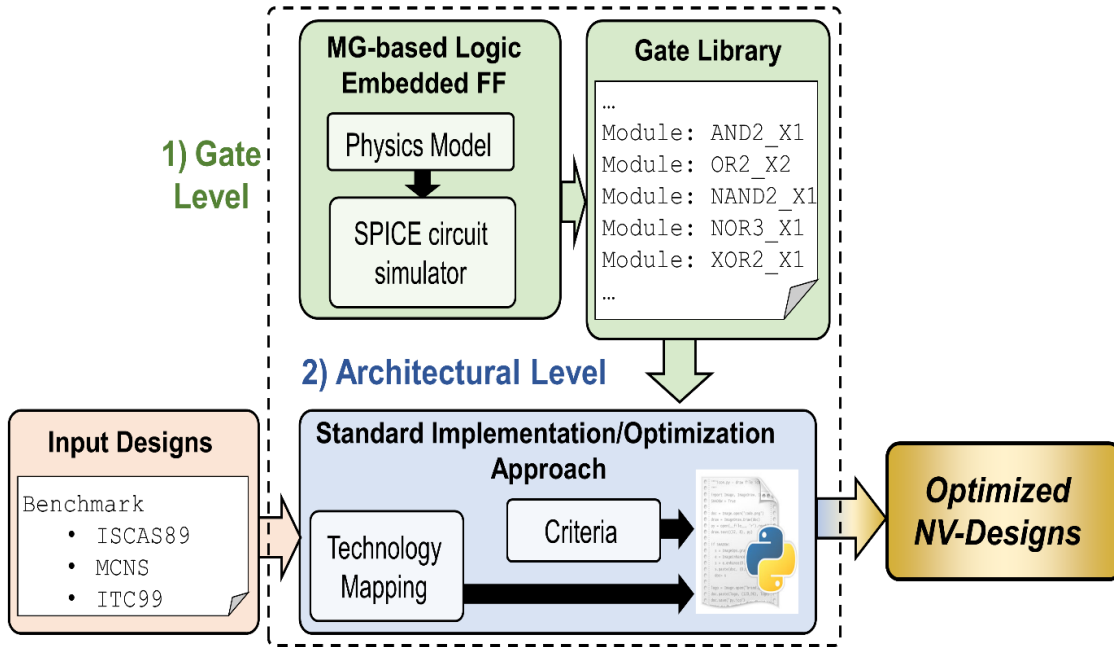 MG-based Logic
Embedded FF
Physics Model
SPICE circuit
simulator
Gate Library
…
Module: AND2_X1
Module: OR2_X2
Module: NAND2_X1
Module: NOR3_X1
Module: XOR2_X1
…
1) Gate
Level
2) Architectural Level
Input Designs
Benchmark
• ISCAS89
• MCNS
• ITC99
Standard Implementation/Optimization
Approach
Technology
Mapping
Criteria
Optimized
NV-Designs